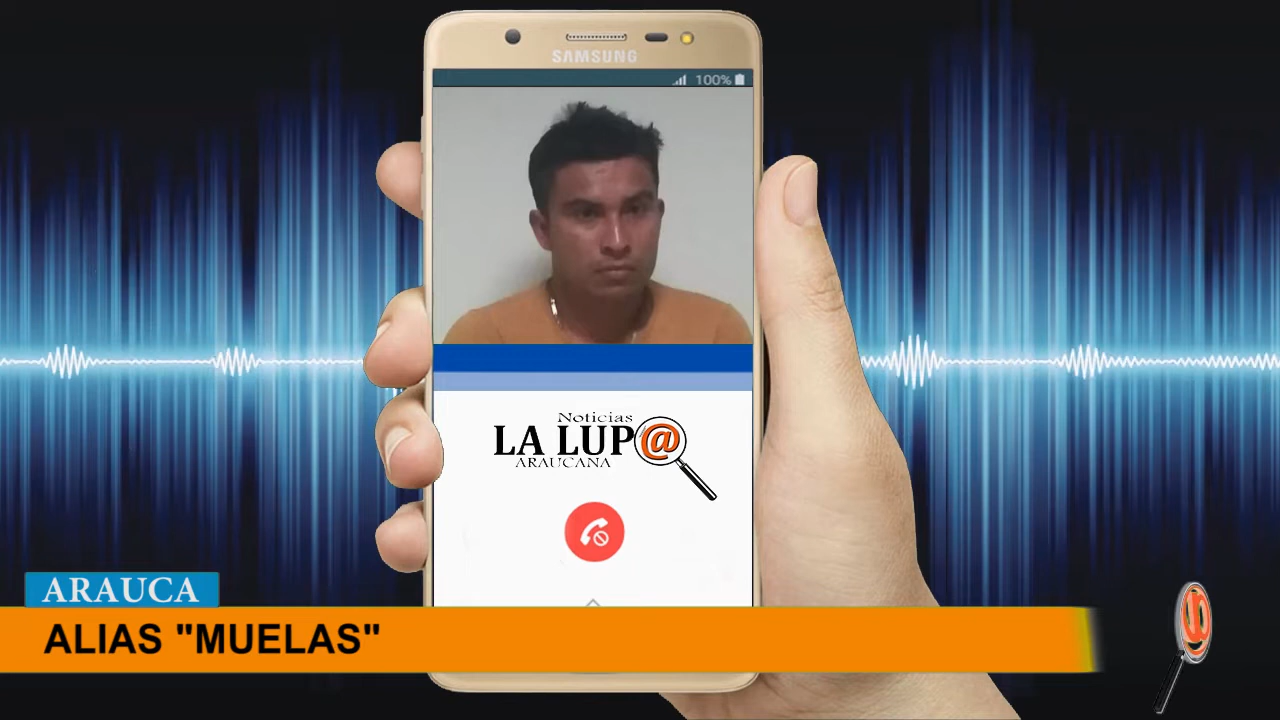 SAMSUNG
100%
Noticias
LA LUP@
ARAUCANA
ARAUCA
ALIAS "MUELAS"